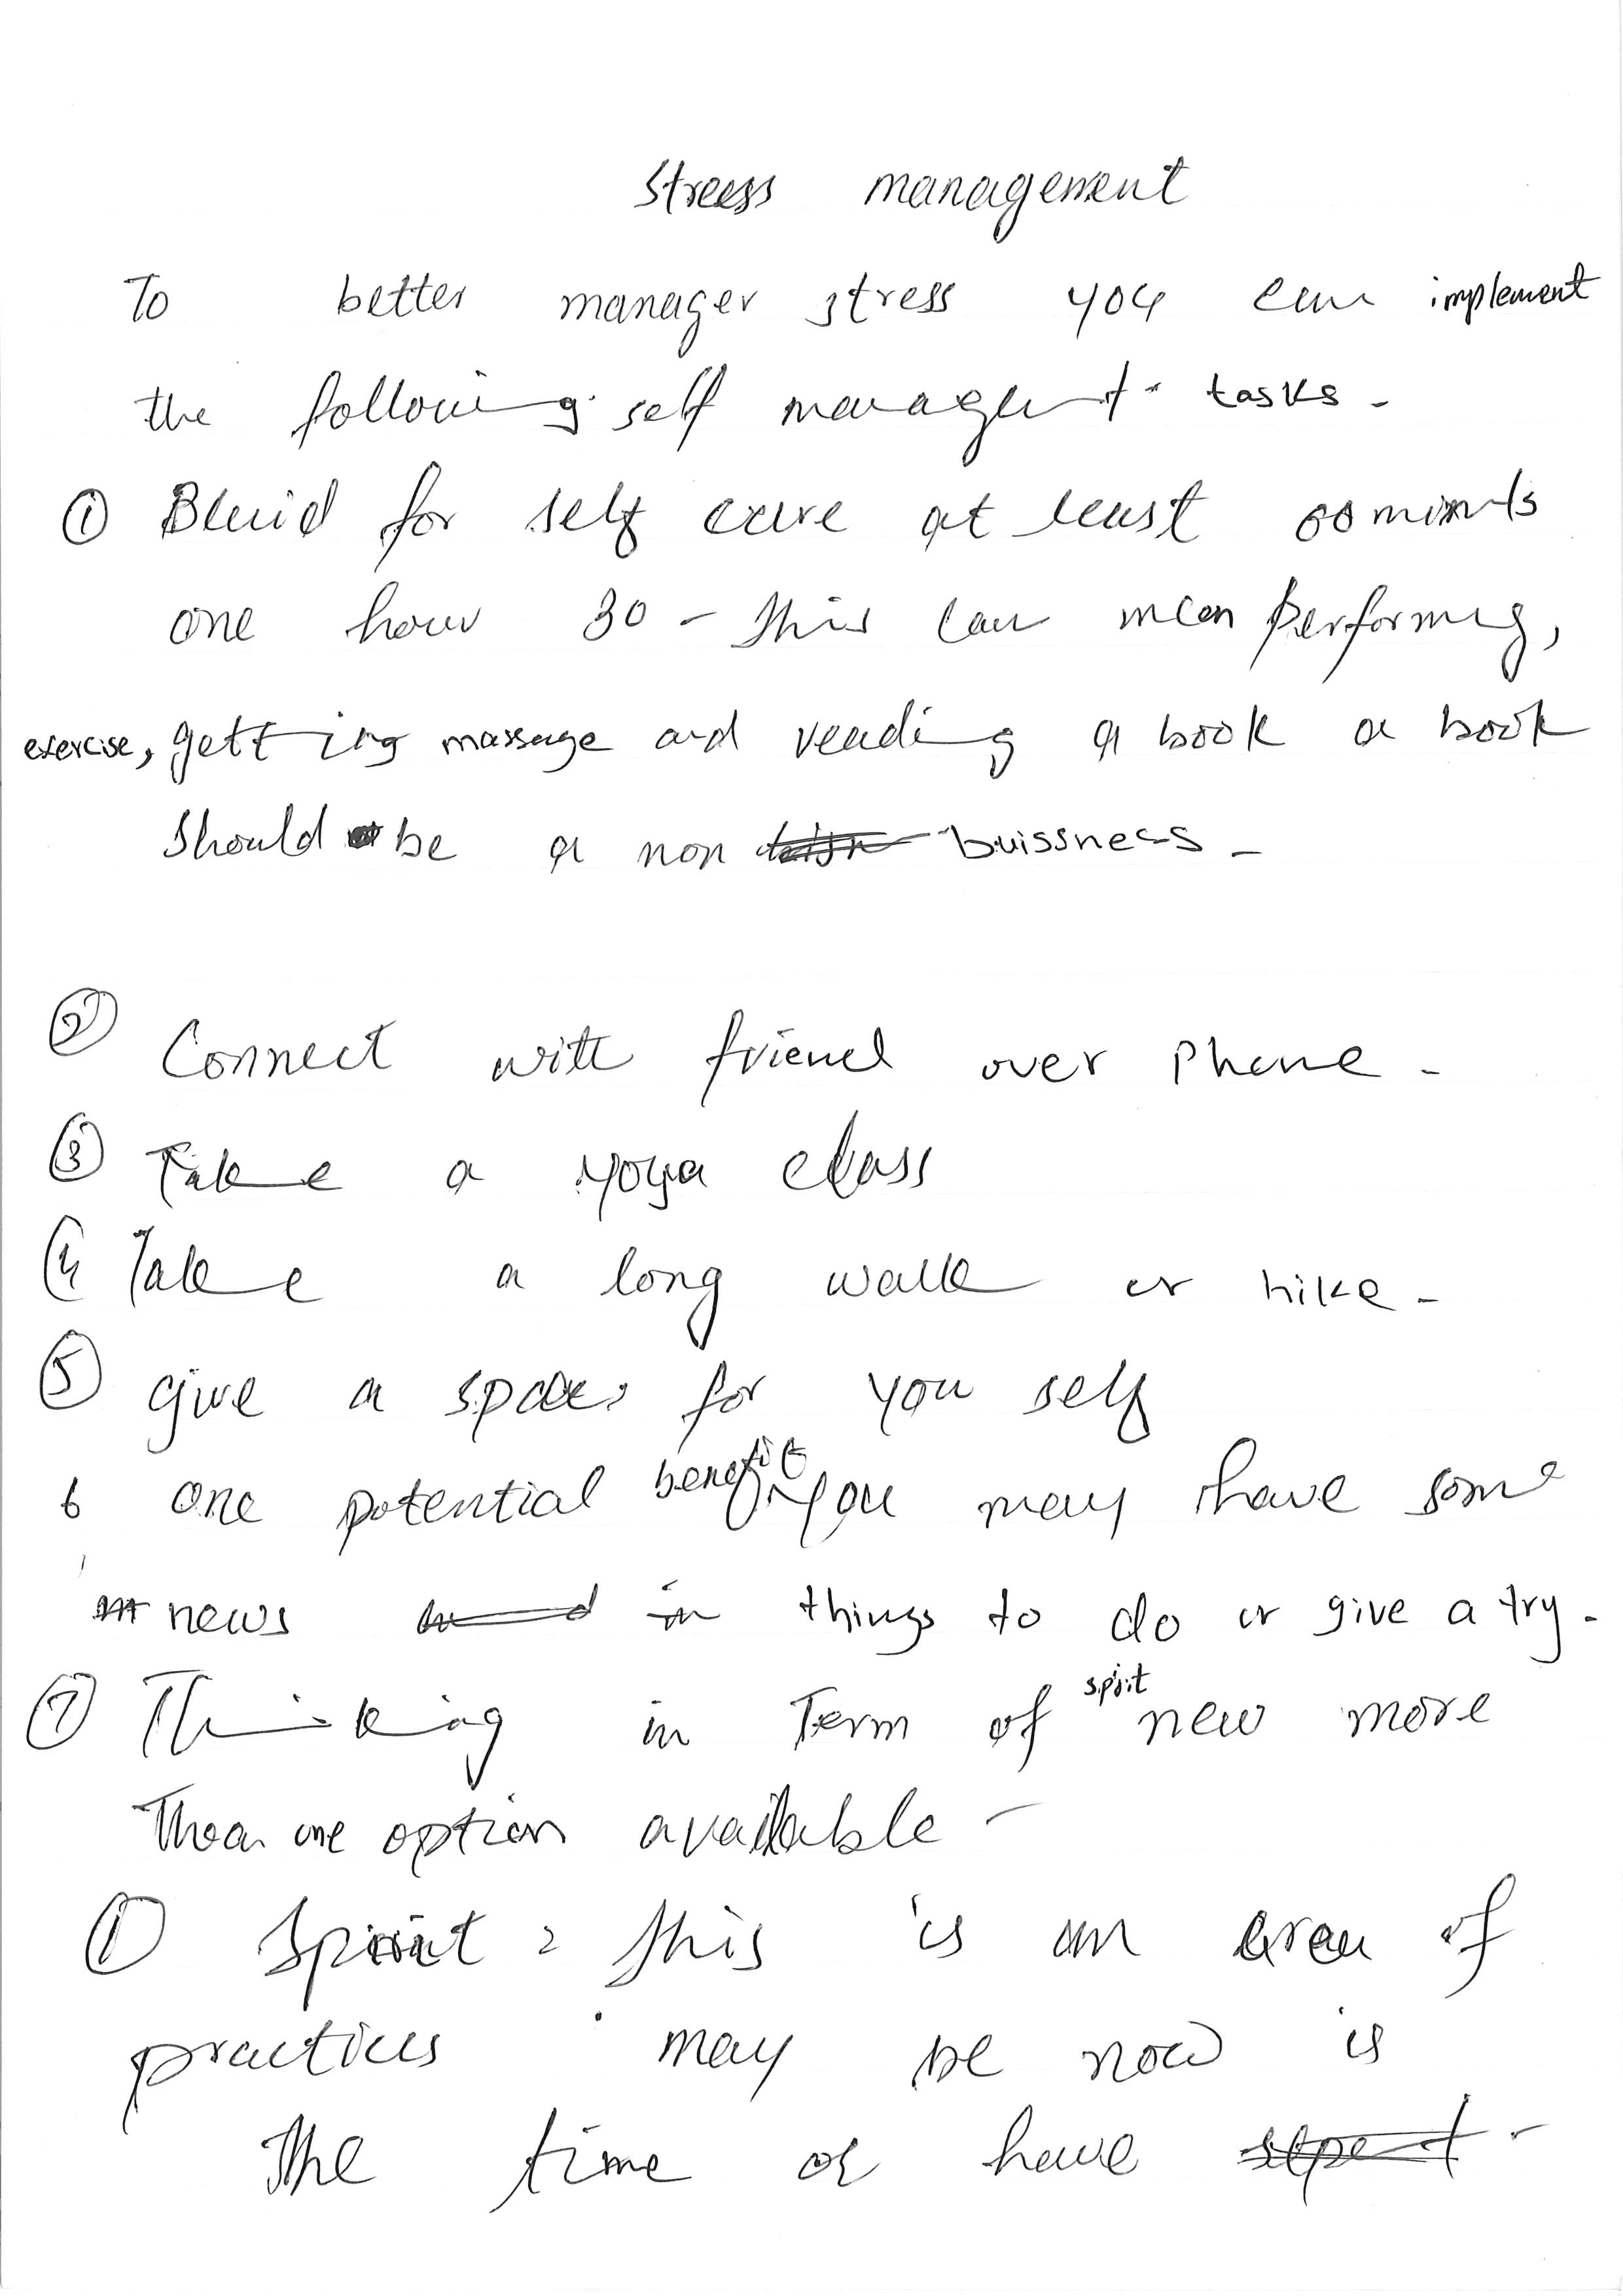 Streess management
To better manager stress you can implement
the following self managent tasks -
① Bluid for self care at least 60 minuts
one hour 30 - This can mean performing,
exercise, getting massage and reading a book a book
Should be a non buissness -
② Connect with friend over Phone -
③ Take a yoga class
④ Take a long walk or hike -
⑤ give a space for you self
6 one potential benefit you may have some
news in things to do or give a try -
⑦ Thinking in Term of spirit new more
Than one option available -
① Spirit : This is an area of
practices may be now is
The time or have